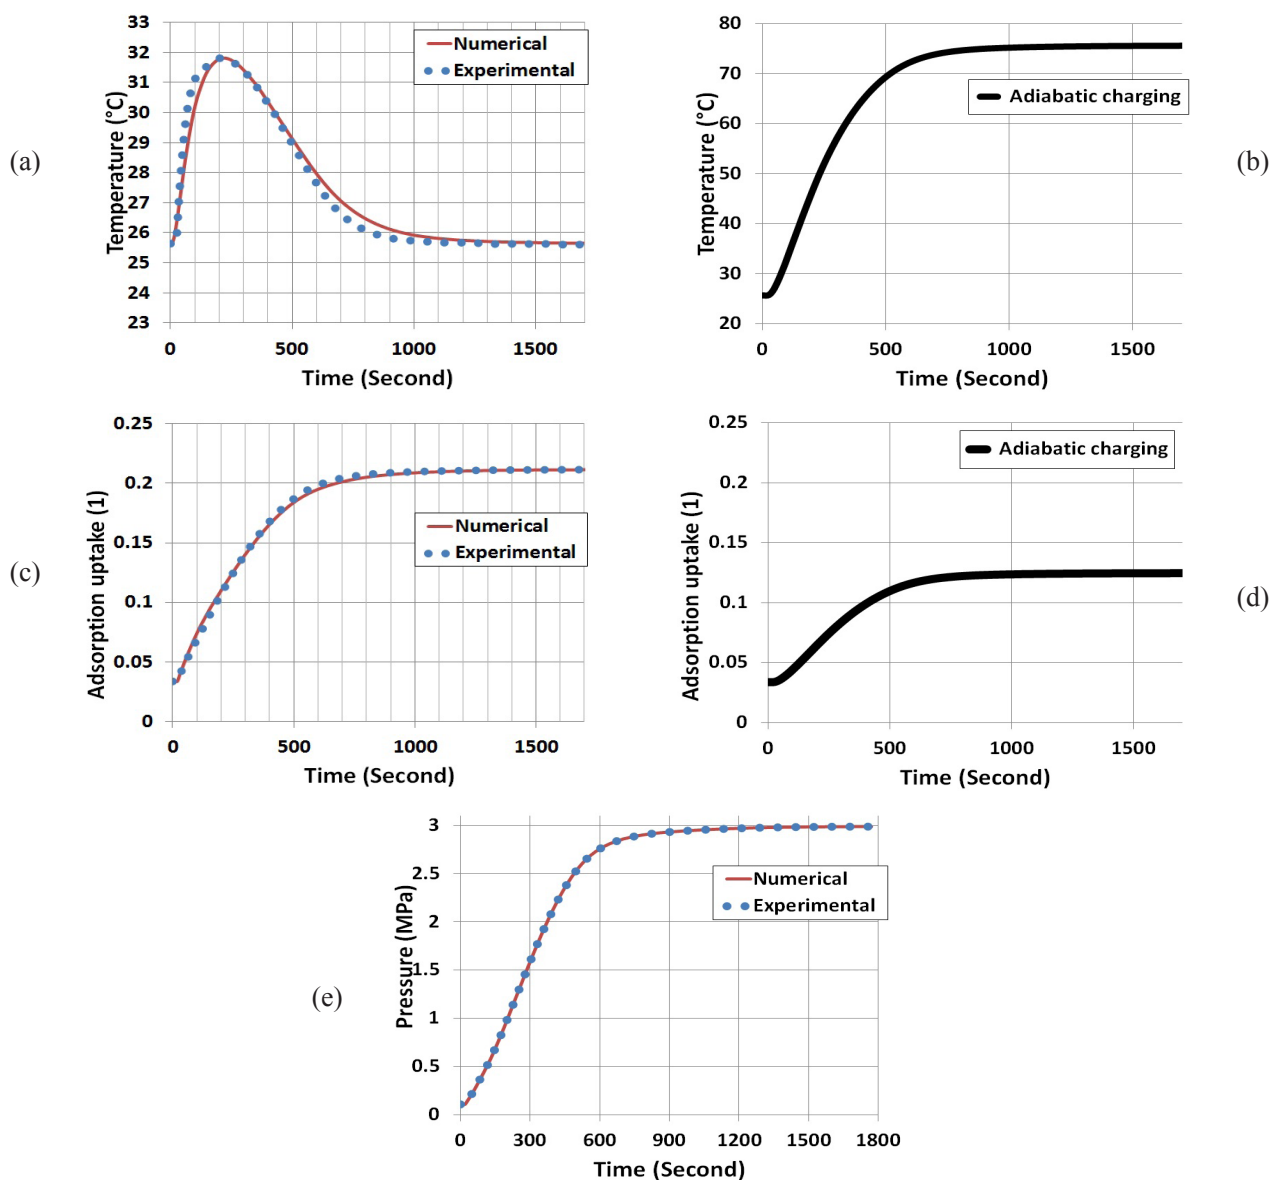 (a)
Temperature (°C)
33
32
31
30
29
28
27
26
25
24
23
Numerical
Experimental
0 500 1000 1500
Time (Second)
(b)
Temperature (°C)
80
70
60
50
40
30
20
Adiabatic charging
0 500 1000 1500
Time (Second)
(c)
Adsorption uptake (1)
0.25
0.2
0.15
0.1
0.05
0
Numerical
Experimental
0 500 1000 1500
Time (Second)
(d)
Adsorption uptake (1)
0.25
0.2
0.15
0.1
0.05
0
Adiabatic charging
0 500 1000 1500
Time (Second)
(e)
Pressure (MPa)
3
2.5
2
1.5
1
0.5
0
Numerical
Experimental
0 300 600 900 1200 1500 1800
Time (Second)